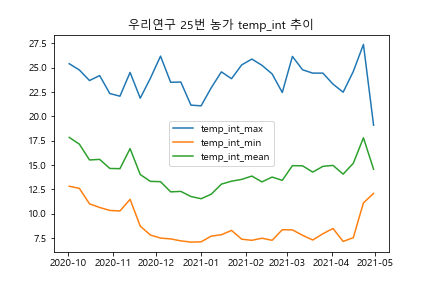 우리연구 25번 농가 temp_int 추이
27.5
25.0
22.5
20.0
17.5
15.0
12.5
10.0
7.5
temp_int_max
temp_int_min
temp_int_mean
2020-10 2020-11 2020-12 2021-01 2021-02 2021-03 2021-04 2021-05